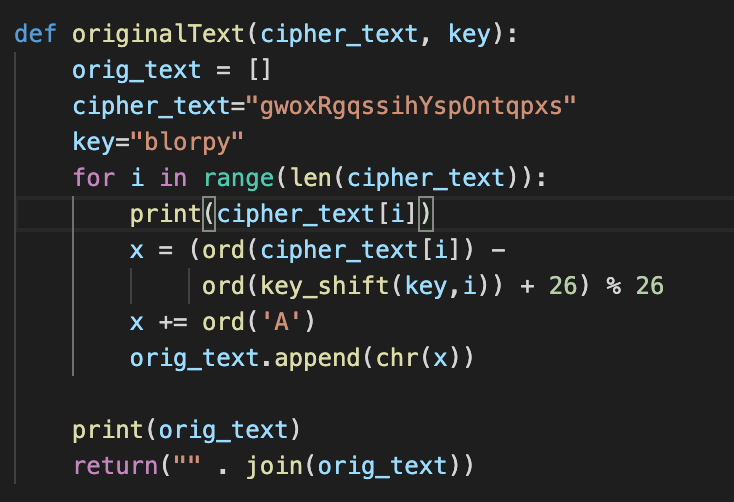 def originalText(cipher_text, key):
    orig_text = []
    cipher_text="gwoxRgqssihYspOntqpxs"
    key="blorpy"
    for i in range(len(cipher_text)):
        print(cipher_text[i])
        x = (ord(cipher_text[i]) -
             ord(key_shift(key,i)) + 26) % 26
        x += ord('A')
        orig_text.append(chr(x))

    print(orig_text)
    return("" . join(orig_text))